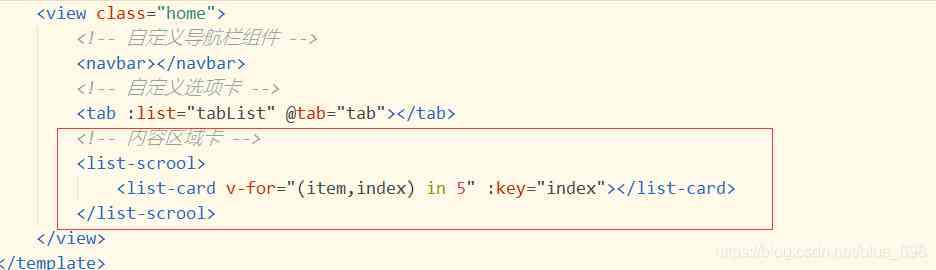 <view class="home">
<!-- 自定义导航栏组件 -->
<navbar></navbar>
<!-- 自定义选项卡 -->
<tab :list="tabList" @tab="tab"></tab>
<!-- 内容区域卡 -->
<list-scrool>
<list-card v-for="(item,index) in 5" :key="index"></list-card>
</list-scrool>
</view>
</template>
https://blog.csdn.net/blue_698